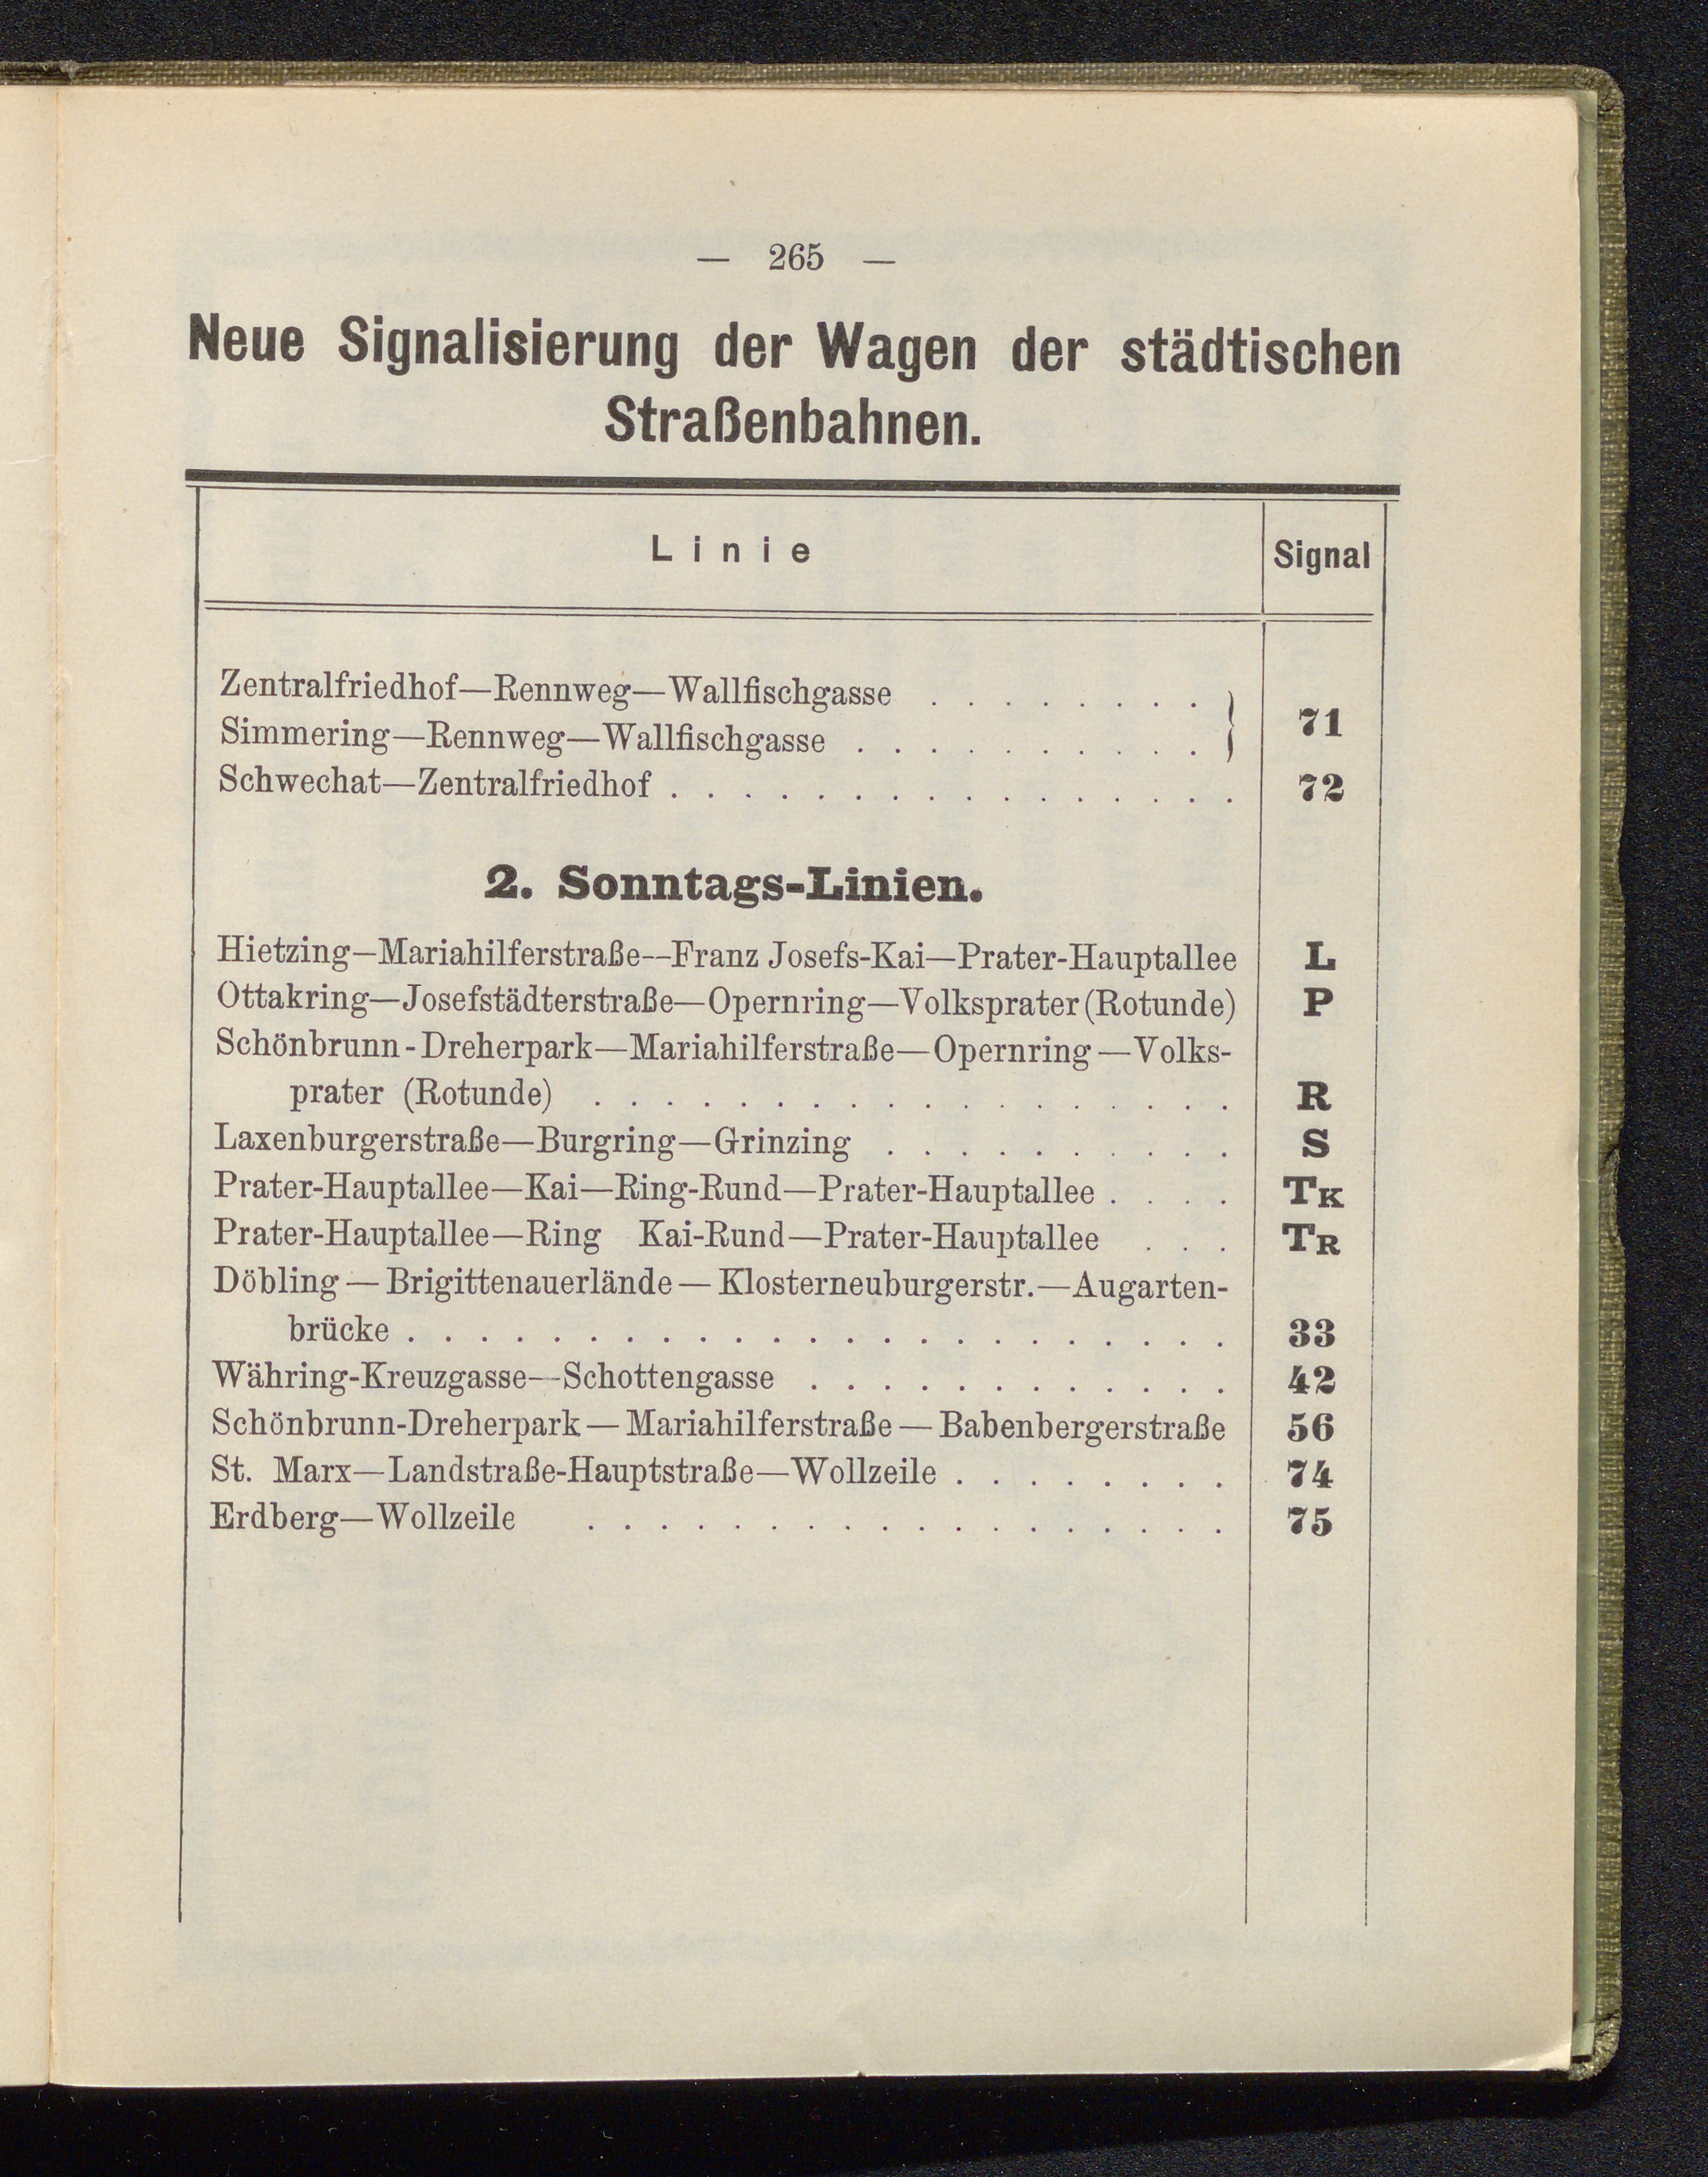 — 265 —
Neue Signalisierung der Wagen der städtischen
Straßenbahnen.
Linie Signal
Zentralfriedhof—Rennweg—Wallfischgasse . . . . . . . . }
Simmering—Rennweg—Wallfischgasse . . . . . . . . . . } 71
Schwechat—Zentralfriedhof . . . . . . . . . . . . . . . . 72
2. Sonntags-Linien.
Hietzing—Mariahilferstraße—Franz Josefs-Kai—Prater-Hauptallee L
Ottakring—Josefstädterstraße—Opernring—Volksprater (Rotunde) P
Schönbrunn-Dreherpark—Mariahilferstraße—Opernring—Volks-
prater (Rotunde) . . . . . . . . . . . . . . . . . . R
Laxenburgerstraße—Burgring—Grinzing . . . . . . . . . . S
Prater-Hauptallee—Kai—Ring-Rund—Prater-Hauptallee . . . . TK
Prater-Hauptallee—Ring Kai-Rund—Prater-Hauptallee . . . TR
Döbling—Brigittenauerlände—Klosterneuburgerstr.—Augarten-
brücke . . . . . . . . . . . . . . . . . . . . . . . 33
Währing-Kreuzgasse—Schottengasse . . . . . . . . . . . . 42
Schönbrunn-Dreherpark—Mariahilferstraße—Babenbergerstraße 56
St. Marx—Landstraße-Hauptstraße—Wollzeile . . . . . . . . 74
Erdberg—Wollzeile . . . . . . . . . . . . . . . . . . 75